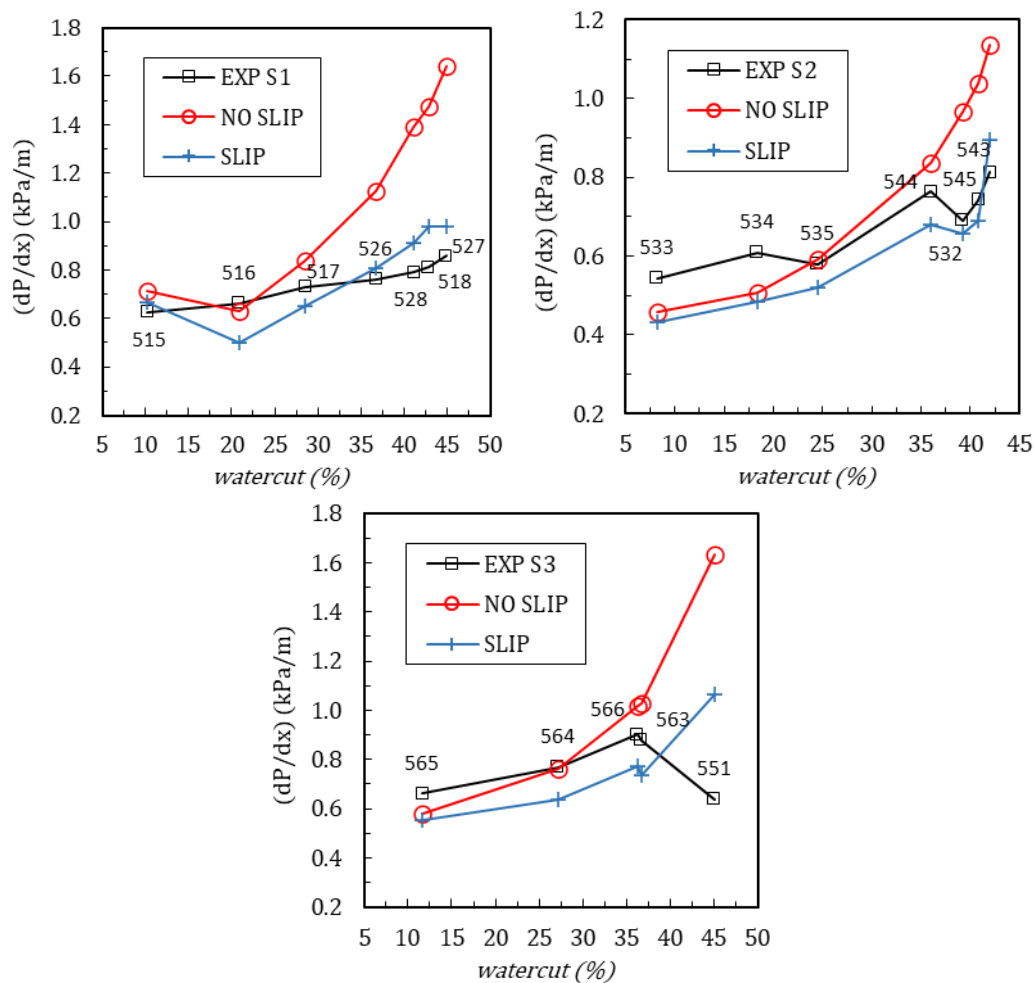 1.8
1.6
1.4
1.2
1.0
0.8
0.6
0.4
0.2
(dP/dx) (kPa/m)
EXP S1
NO SLIP
SLIP
515
516
517
526
528
518
527
5 10 15 20 25 30 35 40 45 50
watercut (%)
1.2
1.0
0.8
0.6
0.4
0.2
(dP/dx) (kPa/m)
EXP S2
NO SLIP
SLIP
533
534
535
544
545
543
532
5 10 15 20 25 30 35 40 45
watercut (%)
1.8
1.6
1.4
1.2
1.0
0.8
0.6
0.4
0.2
(dP/dx) (kPa/m)
EXP S3
NO SLIP
SLIP
565
564
566
563
551
5 10 15 20 25 30 35 40 45 50
watercut (%)